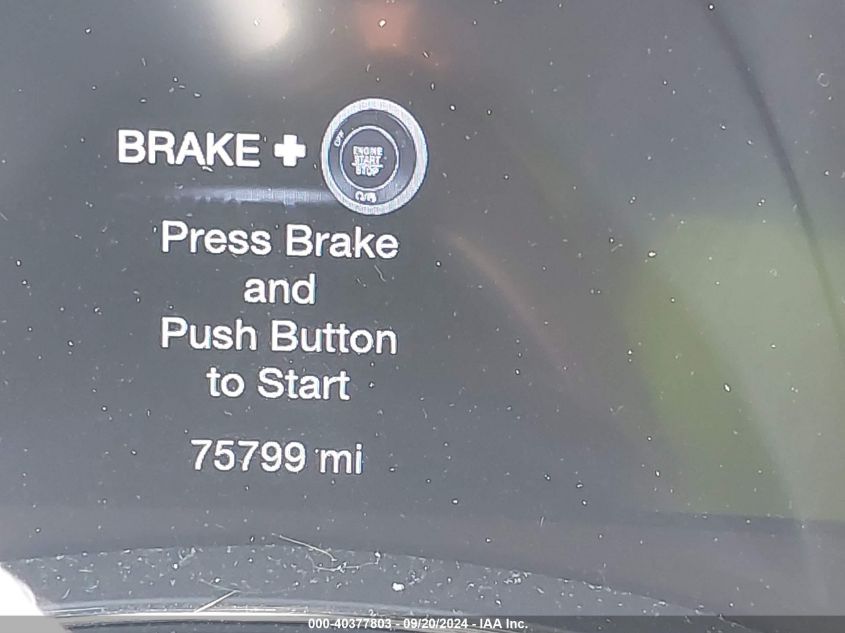 BRAKE +
OFF
ENGINE
START
STOP
Press Brake
and
Push Button
to Start
75799 mi
000-40377803 - 09/20/2024 - IAA Inc.